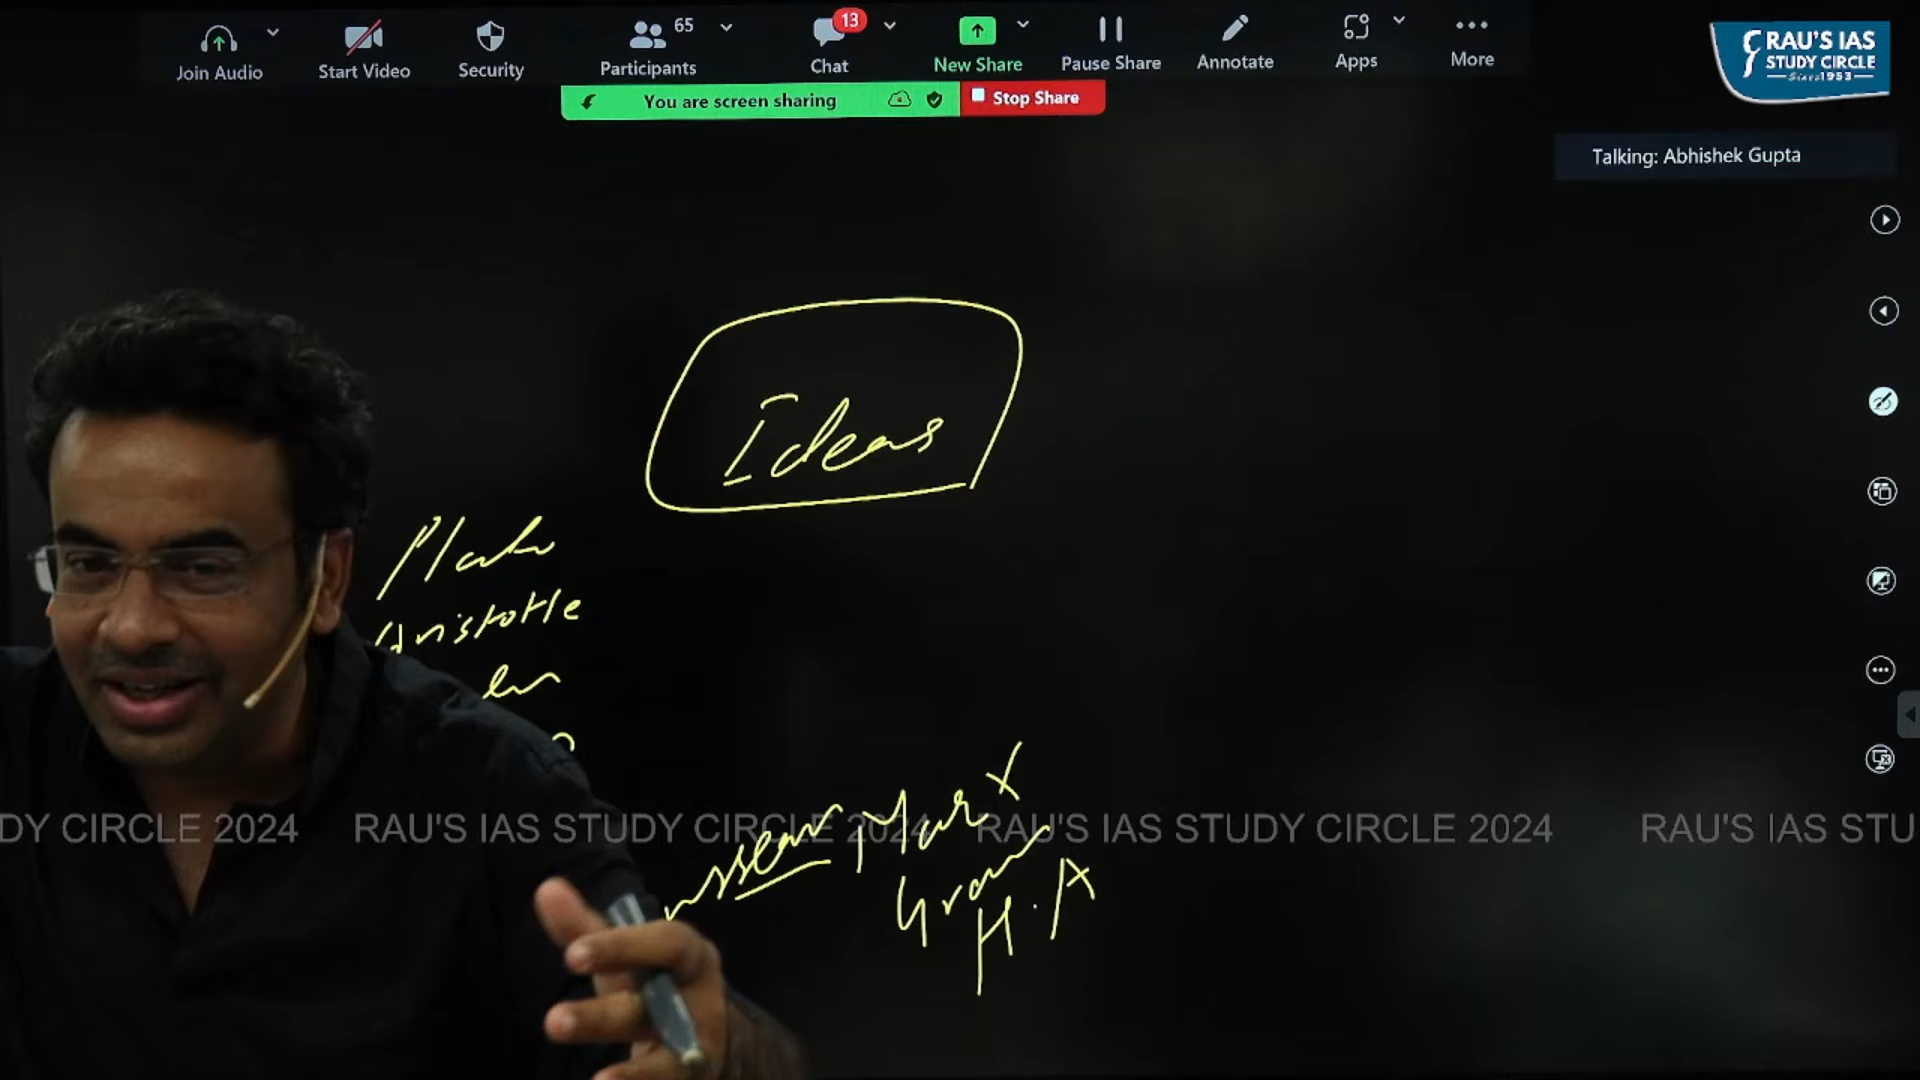 Join Audio
Start Video
Security
Participants 65
Chat 13
New Share
Pause Share
Annotate
Apps
More
RAU'S IAS
STUDY CIRCLE
Since 1953
You are screen sharing
Stop Share
Talking: Abhishek Gupta
Ideas
Plato
Aristotle
Marx
H.A
DY CIRCLE 2024 RAU'S IAS STUDY CIRCLE 2024 RAU'S IAS STUDY CIRCLE 2024 RAU'S IAS STU